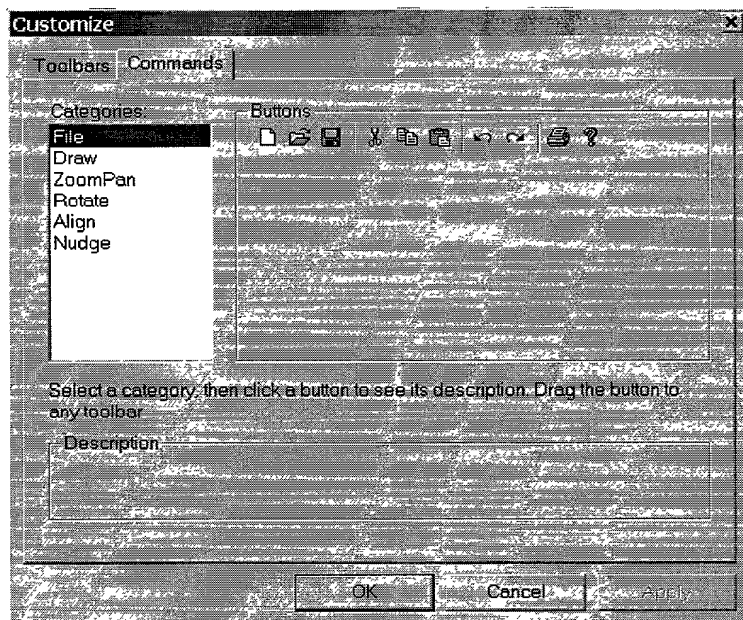 Customize
Toolbars Commands
Categories:
Buttons
File
Draw
ZoomPan
Rotate
Align
Nudge
Select a category, then click a button to see its description. Drag the button to
any toolbar
Description
OK Cancel Apply